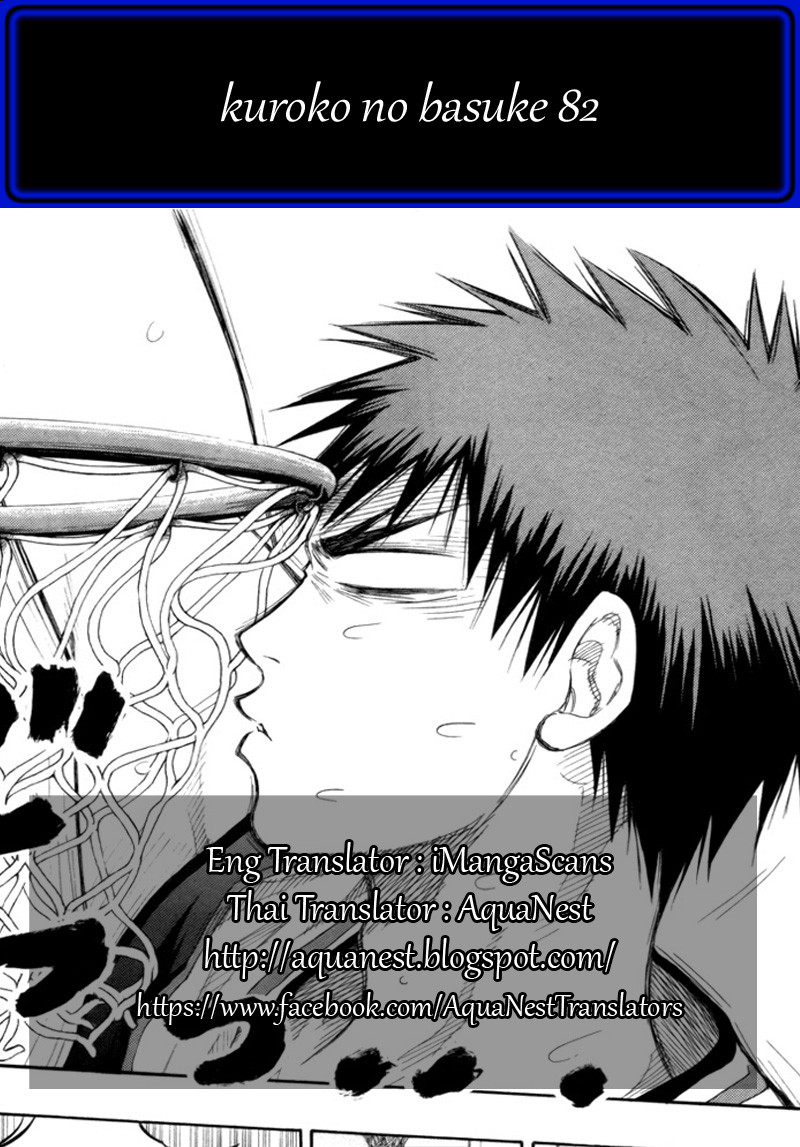 kuroko no basuke 82
Eng Translator : iMangaScans
Thai Translator : AquaNest
http://aquanest.blogspot.com/
https://www.facebook.com/AquaNestTranslators